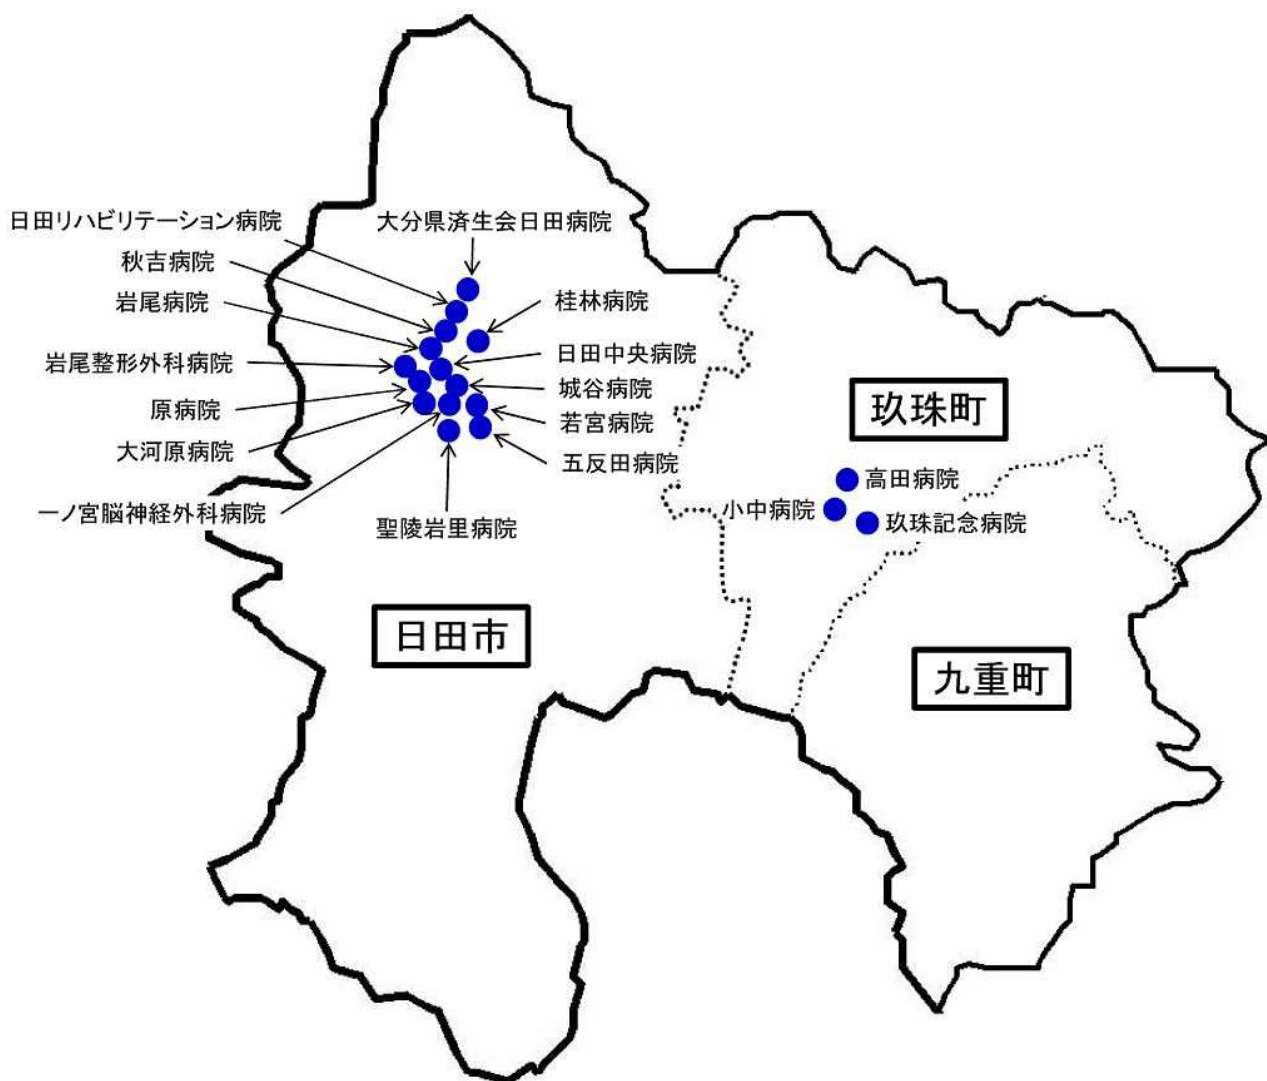 日田リハビリテーション病院
大分県済生会日田病院
秋吉病院
岩尾病院
桂林病院
岩尾整形外科病院
日田中央病院
城谷病院
原病院
若宮病院
大河原病院
五反田病院
一ノ宮脳神経外科病院
聖陵岩里病院
玖珠町
高田病院
小中病院
玖珠記念病院
日田市
九重町